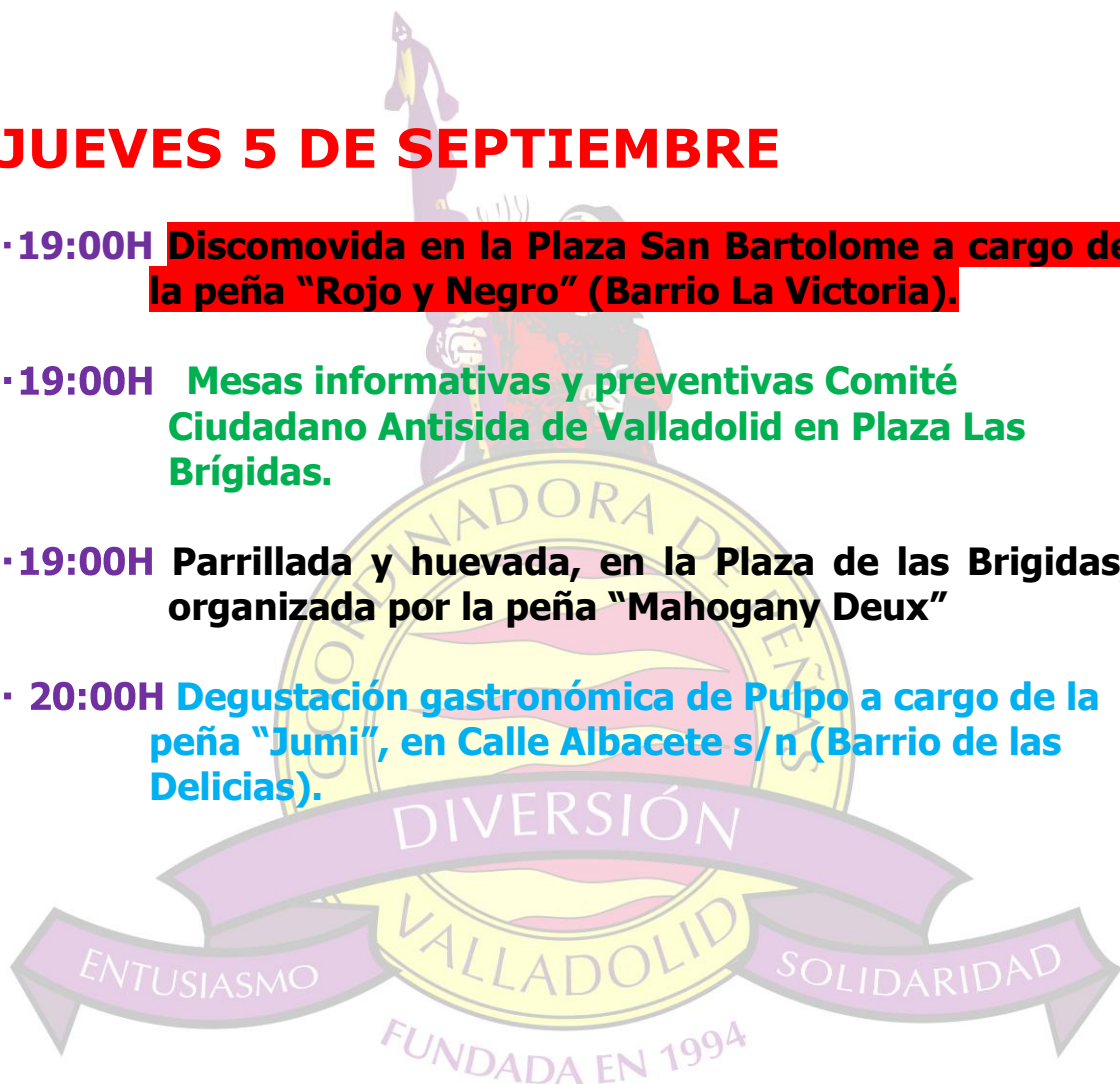 JUEVES 5 DE SEPTIEMBRE
·19:00H Discomovida en la Plaza San Bartolome a cargo de
la peña “Rojo y Negro” (Barrio La Victoria).
·19:00H Mesas informativas y preventivas Comité
Ciudadano Antisida de Valladolid en Plaza Las
Brígidas.
·19:00H Parrillada y huevada, en la Plaza de las Brigidas
organizada por la peña “Mahogany Deux”
· 20:00H Degustación gastronómica de Pulpo a cargo de la
peña “Jumi”, en Calle Albacete s/n (Barrio de las
Delicias).
COORDINADORA DE PEÑAS
DIVERSIÓN
VALLADOLID
ENTUSIASMO
SOLIDARIDAD
FUNDADA EN 1994